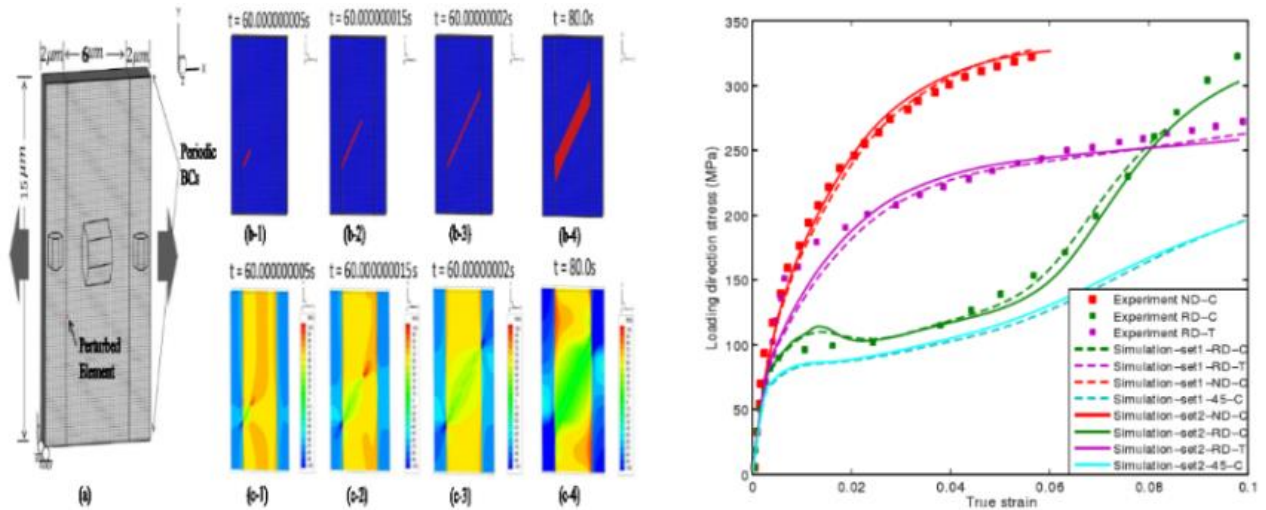 2μm
6μm
2μm
15 μm
Periodic
BCs
Perturbed
Element
(a)
t = 60.000000005s
t = 60.000000015s
t = 60.00000002s
t = 80.0s
(b-1)
(b-2)
(b-3)
(b-4)
t = 60.000000005s
t = 60.000000015s
t = 60.00000002s
t = 80.0s
(c-1)
(c-2)
(c-3)
(c-4)
Loading direction stress (MPa)
350
300
250
200
150
100
50
0
0
0.02
0.04
0.06
0.08
0.1
True strain
Experiment ND-C
Experiment RD-C
Experiment RD-T
Simulation-set1-RD-C
Simulation-set1-RD-T
Simulation-set1-ND-C
Simulation-set1-45-C
Simulation-set2-ND-C
Simulation-set2-RD-C
Simulation-set2-RD-T
Simulation-set2-45-C